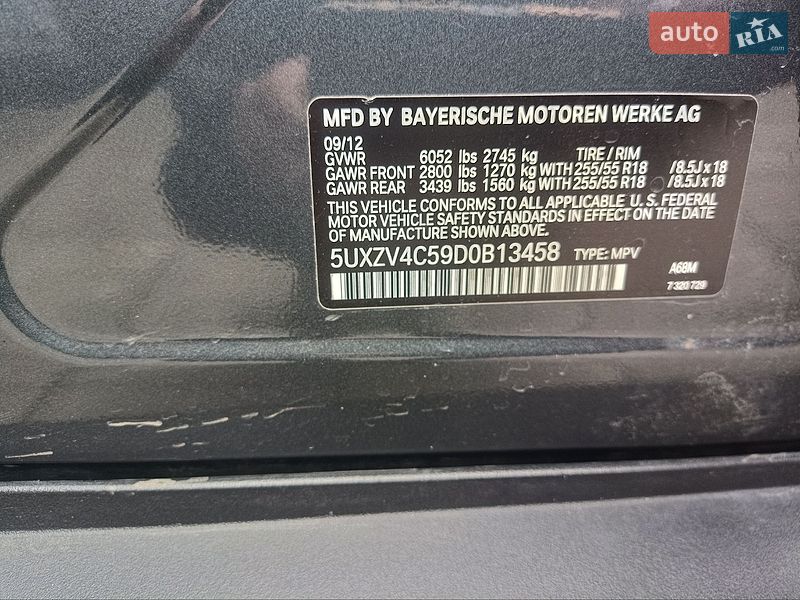 auto RIA.com
MFD BY BAYERISCHE MOTOREN WERKE AG
09/12
GVWR 6052 lbs 2745 kg TIRE / RIM
GAWR FRONT 2800 lbs 1270 kg WITH 255/55 R18 /8.5J x 18
GAWR REAR 3439 lbs 1560 kg WITH 255/55 R18 /8.5J x 18
THIS VEHICLE CONFORMS TO ALL APPLICABLE U. S. FEDERAL
MOTOR VEHICLE SAFETY STANDARDS IN EFFECT ON THE DATE
OF MANUFACTURE SHOWN ABOVE.
5UXZV4C59D0B13458 TYPE: MPV
A68M
7 320 729